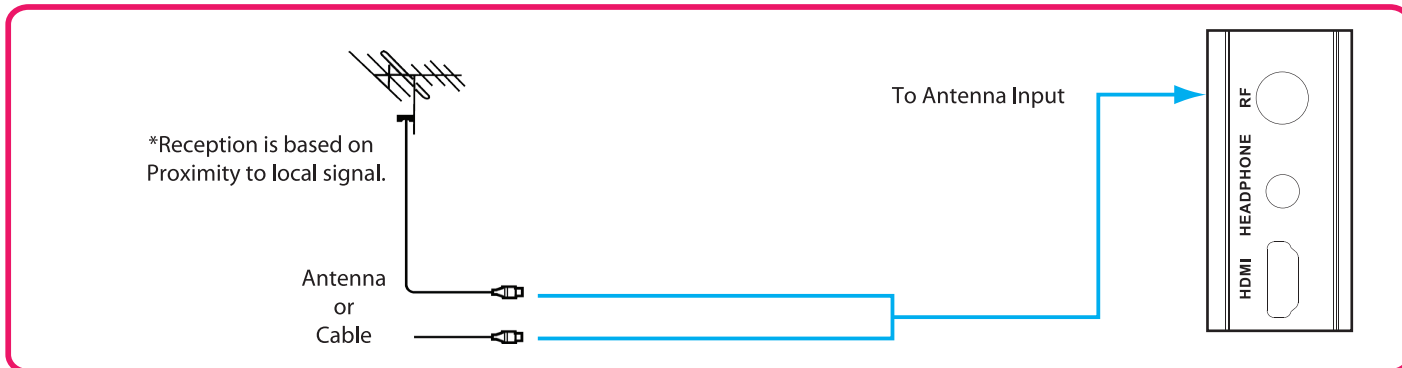 *Reception is based on
Proximity to local signal.
Antenna
or
Cable
To Antenna Input
RF
HEADPHONE
HDMI